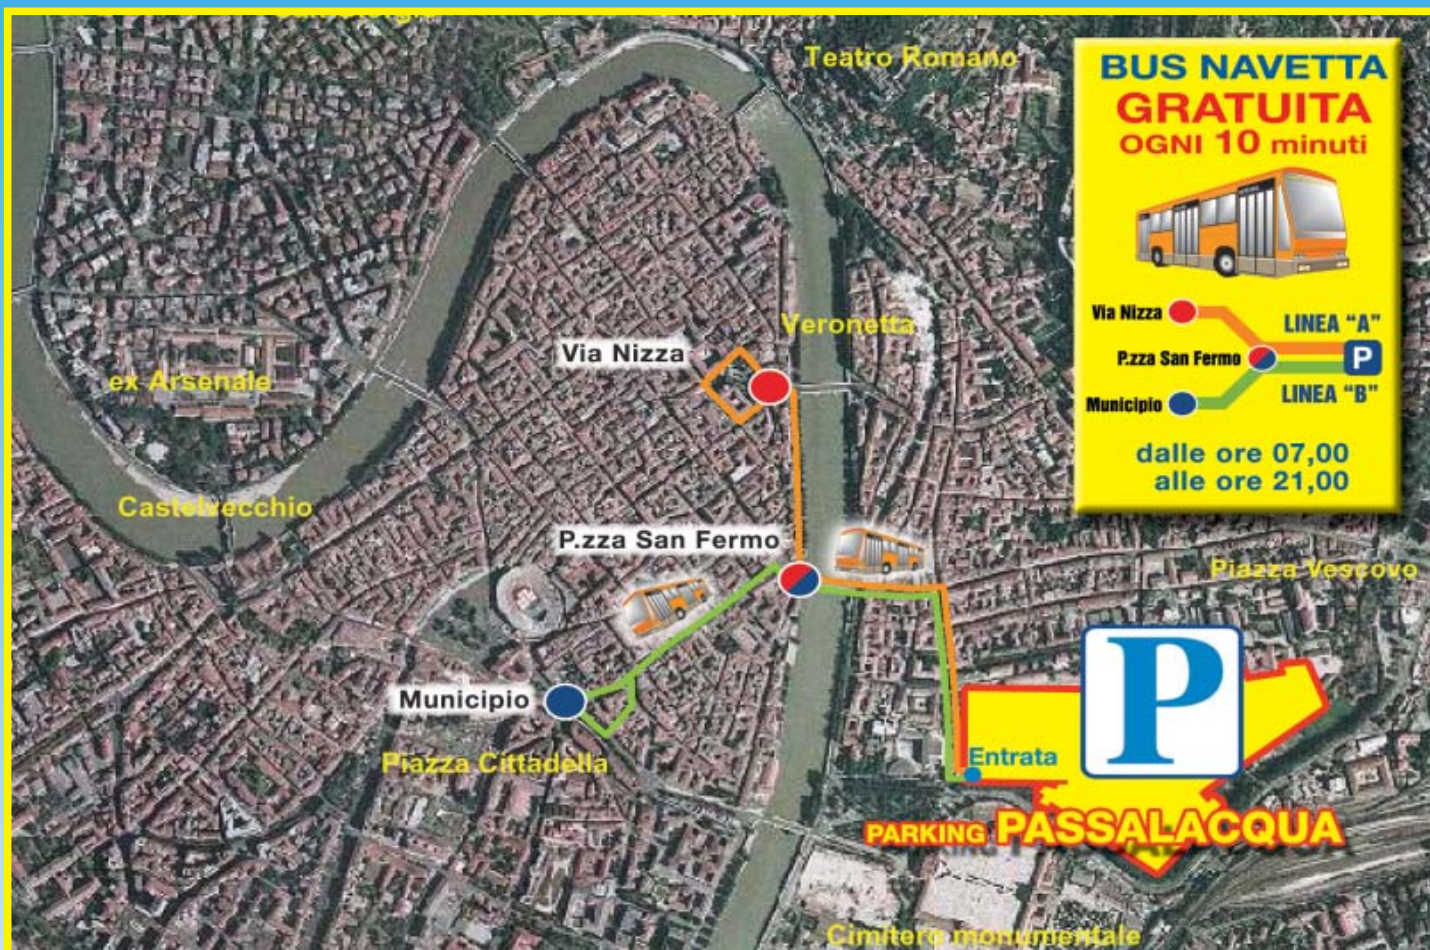 Teatro Romano
BUS NAVETTA
GRATUITA
OGNI 10 minuti
Via Nizza
LINEA "A"
P.zza San Fermo
P
LINEA "B"
Municipio
dalle ore 07,00
alle ore 21,00
Veronetta
Via Nizza
ex Arsenale
Castelvecchio
P.zza San Fermo
Piazza Vescovo
Municipio
Piazza Cittadella
P
Entrata
PARKING PASSALACQUA
Cimitero monumentale